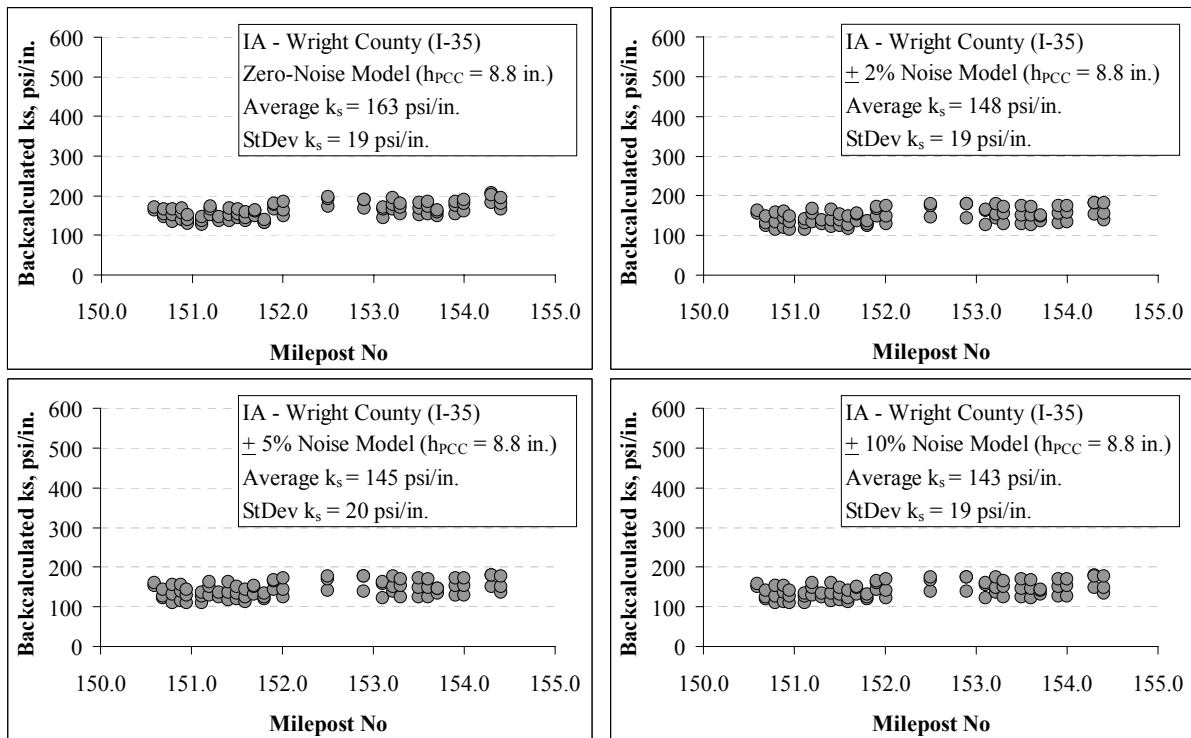 Backcalculated ks, psi/in.
600
500
400
300
200
100
0
IA - Wright County (I-35)
Zero-Noise Model (hPCC = 8.8 in.)
Average ks = 163 psi/in.
StDev ks = 19 psi/in.
150.0 151.0 152.0 153.0 154.0 155.0
Milepost No
Backcalculated ks, psi/in.
600
500
400
300
200
100
0
IA - Wright County (I-35)
± 2% Noise Model (hPCC = 8.8 in.)
Average ks = 148 psi/in.
StDev ks = 19 psi/in.
150.0 151.0 152.0 153.0 154.0 155.0
Milepost No
Backcalculated ks, psi/in.
600
500
400
300
200
100
0
IA - Wright County (I-35)
± 5% Noise Model (hPCC = 8.8 in.)
Average ks = 145 psi/in.
StDev ks = 20 psi/in.
150.0 151.0 152.0 153.0 154.0 155.0
Milepost No
Backcalculated ks, psi/in.
600
500
400
300
200
100
0
IA - Wright County (I-35)
± 10% Noise Model (hPCC = 8.8 in.)
Average ks = 143 psi/in.
StDev ks = 19 psi/in.
150.0 151.0 152.0 153.0 154.0 155.0
Milepost No